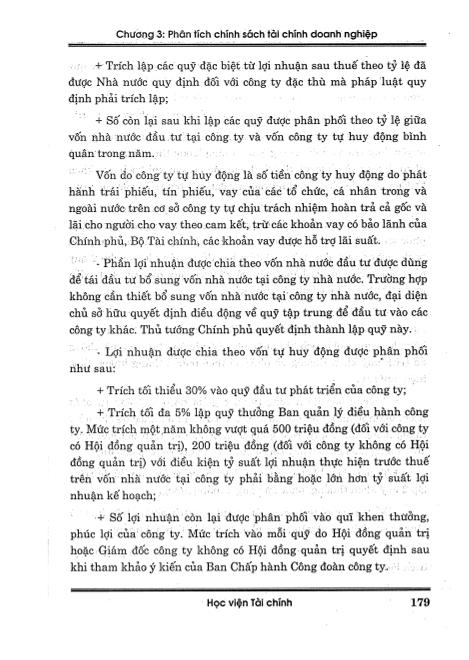 Chương 3: Phân tích chính sách tài chính doanh nghiệp
+ Trích lập các quỹ đặc biệt từ lợi nhuận sau thuế theo tỷ lệ đã
được Nhà nước quy định đối với công ty đặc thù mà pháp luật quy
định phải trích lập;
+ Số còn lại sau khi lập các quỹ được phân phối theo tỷ lệ giữa
vốn nhà nước đầu tư tại công ty và vốn công ty tự huy động bình
quân trong năm.
Vốn do công ty tự huy động là số tiền công ty huy động do phát
hành trái phiếu, tín phiếu, vay của các tổ chức, cá nhân trong và
ngoài nước trên cơ sở công ty tự chịu trách nhiệm hoàn trả cả gốc và
lãi cho người cho vay theo cam kết, trừ các khoản vay có bảo lãnh của
Chính phủ, Bộ Tài chính, các khoản vay được hỗ trợ lãi suất.
- Phần lợi nhuận được chia theo vốn nhà nước đầu tư được dùng
để tái đầu tư bổ sung vốn nhà nước tại công ty nhà nước. Trường hợp
không cần thiết bổ sung vốn nhà nước tại công ty nhà nước, đại diện
chủ sở hữu quyết định điều động về quỹ tập trung để đầu tư vào các
công ty khác. Thủ tướng Chính phủ quyết định thành lập quỹ này.
- Lợi nhuận được chia theo vốn tự huy động được phân phối
như sau:
+ Trích tối thiểu 30% vào quỹ đầu tư phát triển của công ty;
+ Trích tối đa 5% lập quỹ thưởng Ban quản lý điều hành công
ty. Mức trích một năm không vượt quá 500 triệu đồng (đối với công ty
có Hội đồng quản trị), 200 triệu đồng (đối với công ty không có Hội
đồng quản trị) với điều kiện tỷ suất lợi nhuận thực hiện trước thuế
trên vốn nhà nước tại công ty phải bằng hoặc lớn hơn tỷ suất lợi
nhuận kế hoạch;
+ Số lợi nhuận còn lại được phân phối vào quĩ khen thưởng,
phúc lợi của công ty. Mức trích vào mỗi quỹ do Hội đồng quản trị
hoặc Giám đốc công ty không có Hội đồng quản trị quyết định sau
khi tham khảo ý kiến của Ban Chấp hành Công đoàn công ty.
Học viện Tài chính 179